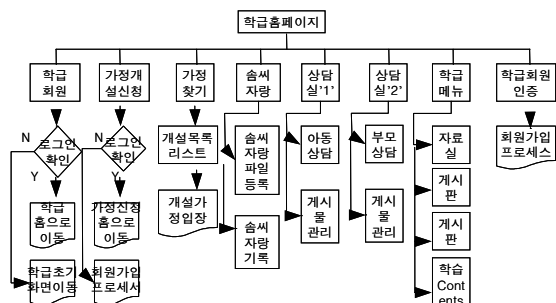 학급홈페이지
학급
회원
가정개
설신청
가정
찾기
솜씨
자랑
상담
실'1'
상담
실'2'
학급
메뉴
학급회원
인증
N
로그인
확인
Y
N
로그인
확인
Y
개설목록
리스트
솜씨
자랑
파일
등록
아동
상담
부모
상담
자료
실
회원가입
프로세스
게시
판
학급
홈으로
이동
가정신청
홈으로
이동
개설가
정입장
게시
물
관리
게시
물
관리
게시
판
솜씨
자랑
기록
학급초기
화면이동
회원가입
프로세서
학습
Cont
ents